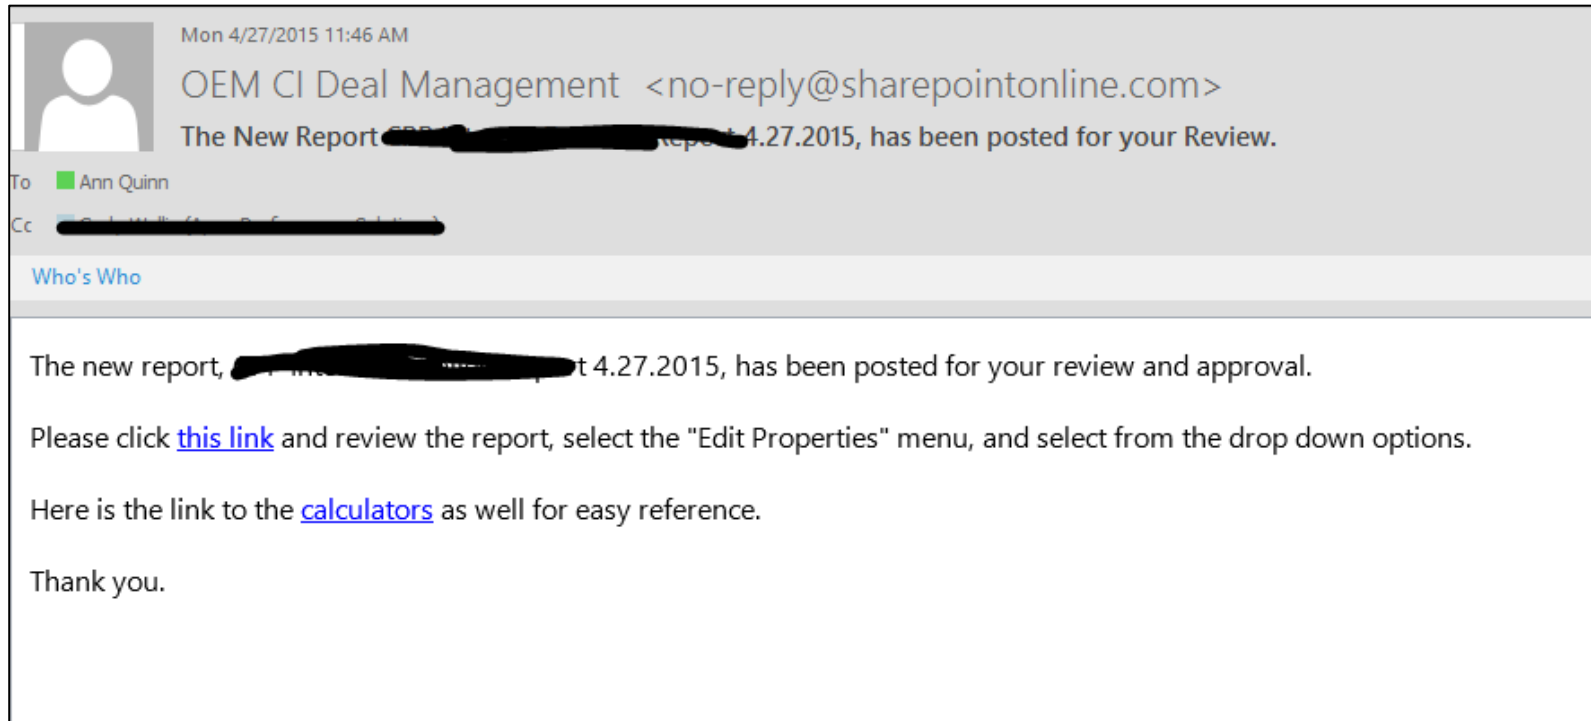 Mon 4/27/2015 11:46 AM
OEM CI Deal Management <no-reply@sharepointonline.com>
The New Report 4.27.2015, has been posted for your Review.
To Ann Quinn
Cc
Who's Who
The new report, 4.27.2015, has been posted for your review and approval.
Please click this link and review the report, select the "Edit Properties" menu, and select from the drop down options.
Here is the link to the calculators as well for easy reference.
Thank you.